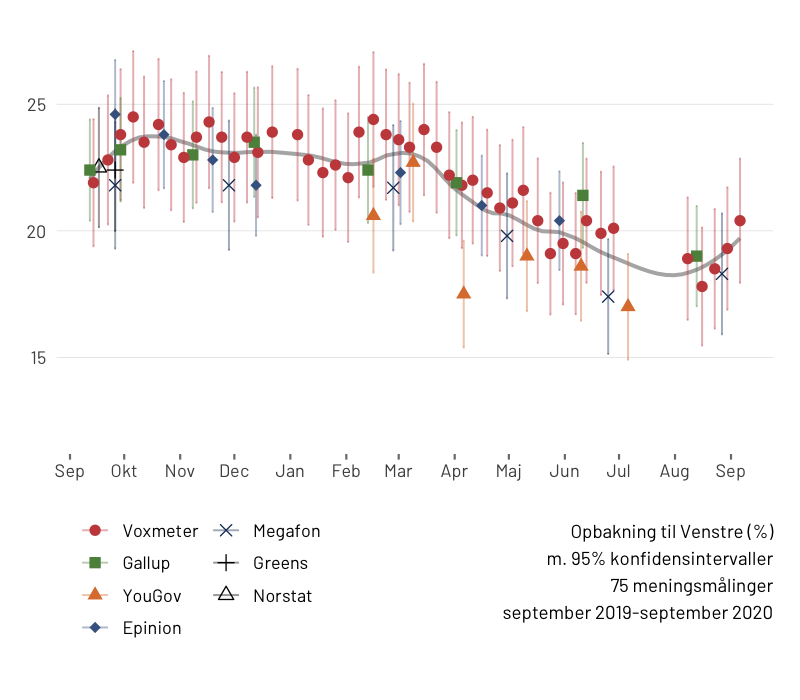 25
20
15
Sep Okt Nov Dec Jan Feb Mar Apr Maj Jun Jul Aug Sep
Voxmeter Megafon
Gallup Greens
YouGov Norstat
Epinion
Opbakning til Venstre (%)
m. 95% konfidensintervaller
75 meningsmålinger
september 2019-september 2020